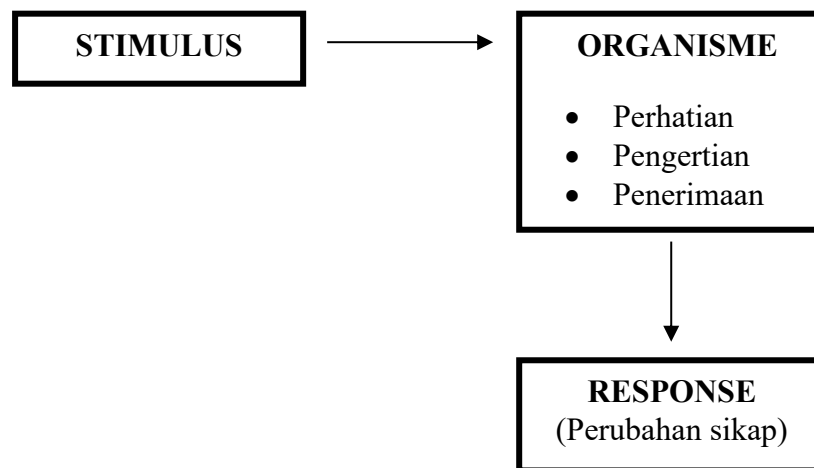 STIMULUS
ORGANISME
• Perhatian
• Pengertian
• Penerimaan
RESPONSE
(Perubahan sikap)